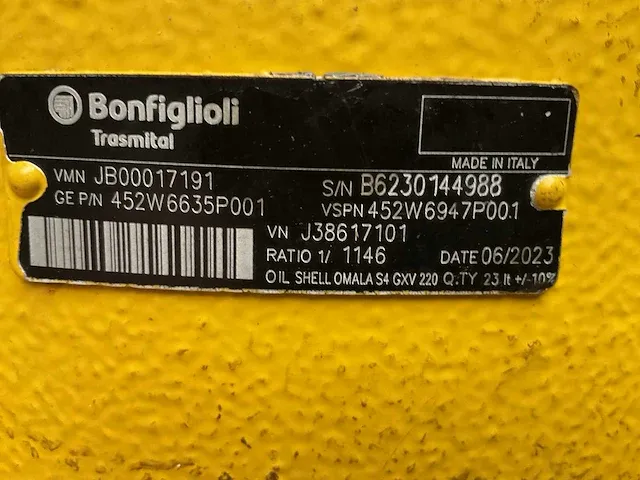 Bonfiglioli
Trasmital
MADE IN ITALY
VMN JB00017191
S/N B6230144988
GE P/N 452W6635P001
VSPN 452W6947P001
VN J38617101
RATIO 1/ 1146 DATE 06/2023
OIL SHELL OMALA S4 GXV 220 Q.TY 23 lt +/-10%